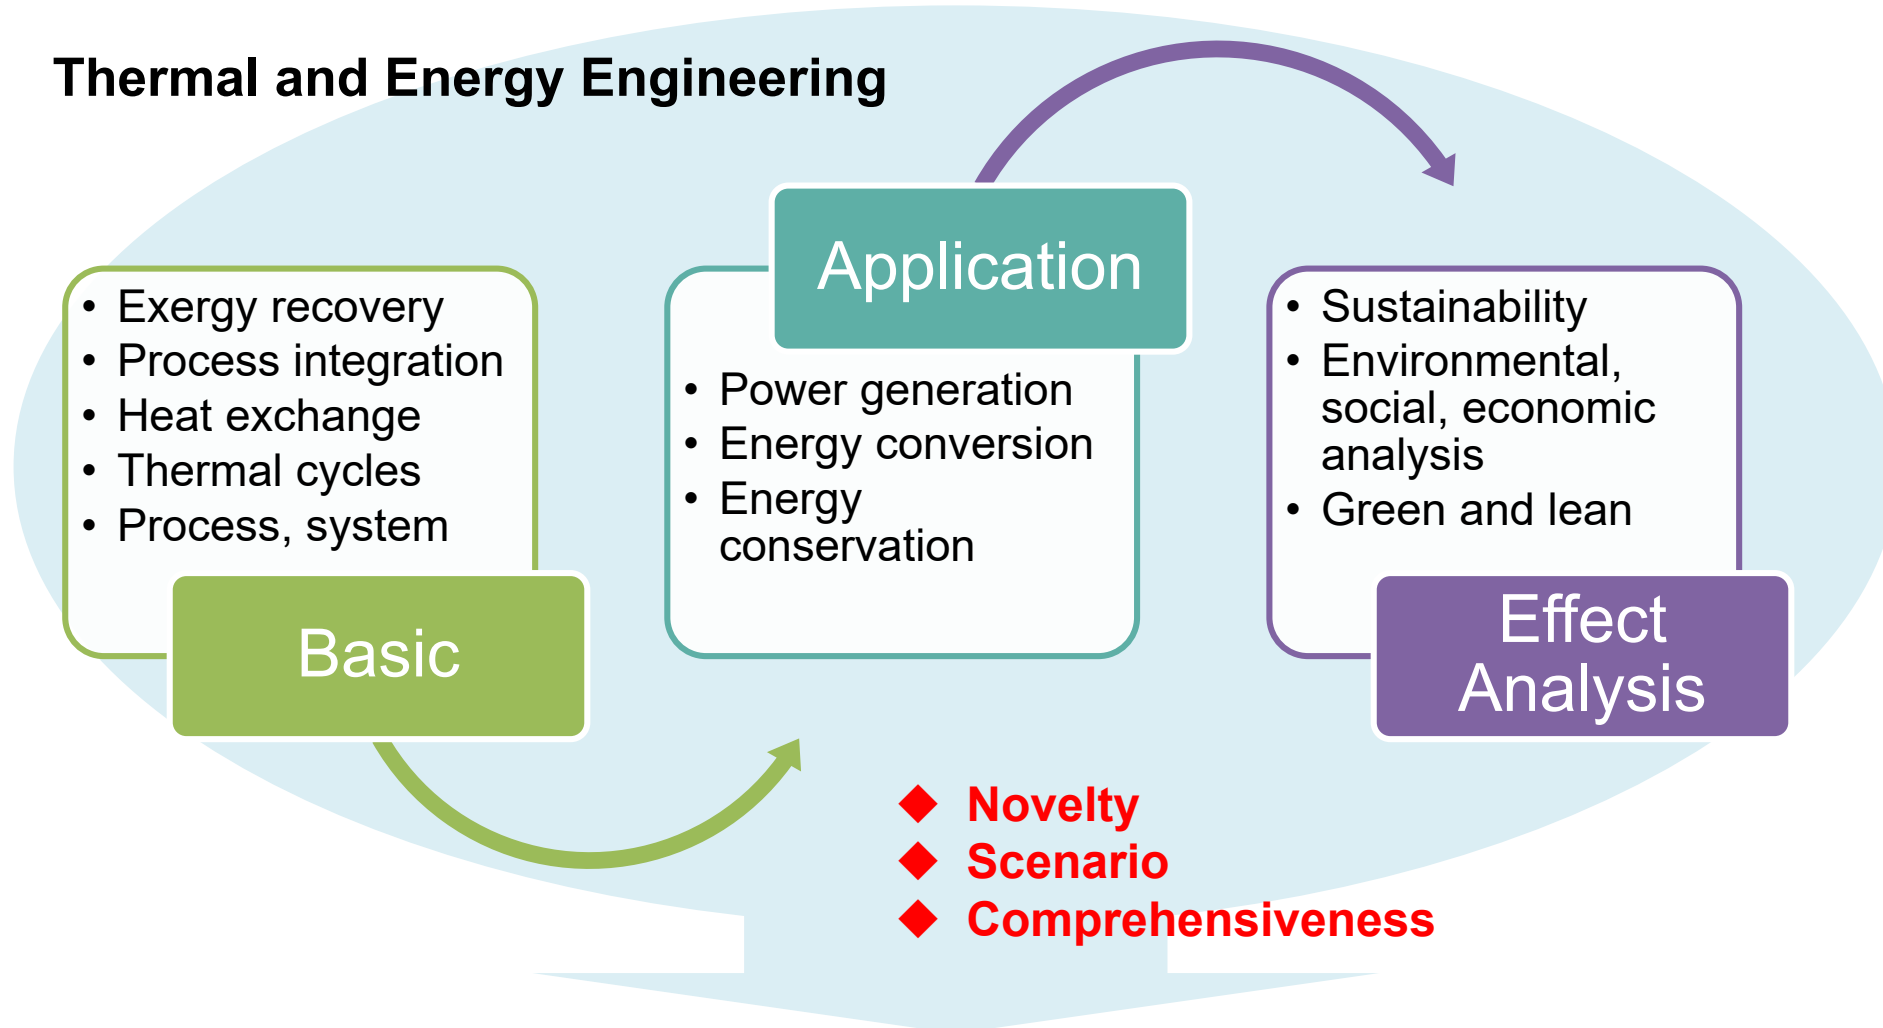 Thermal and Energy Engineering
• Exergy recovery
• Process integration
• Heat exchange
• Thermal cycles
• Process, system
Basic
Application
• Power generation
• Energy conversion
• Energy
conservation
• Sustainability
• Environmental,
social, economic
analysis
• Green and lean
Effect
Analysis
◆ Novelty
◆ Scenario
◆ Comprehensiveness